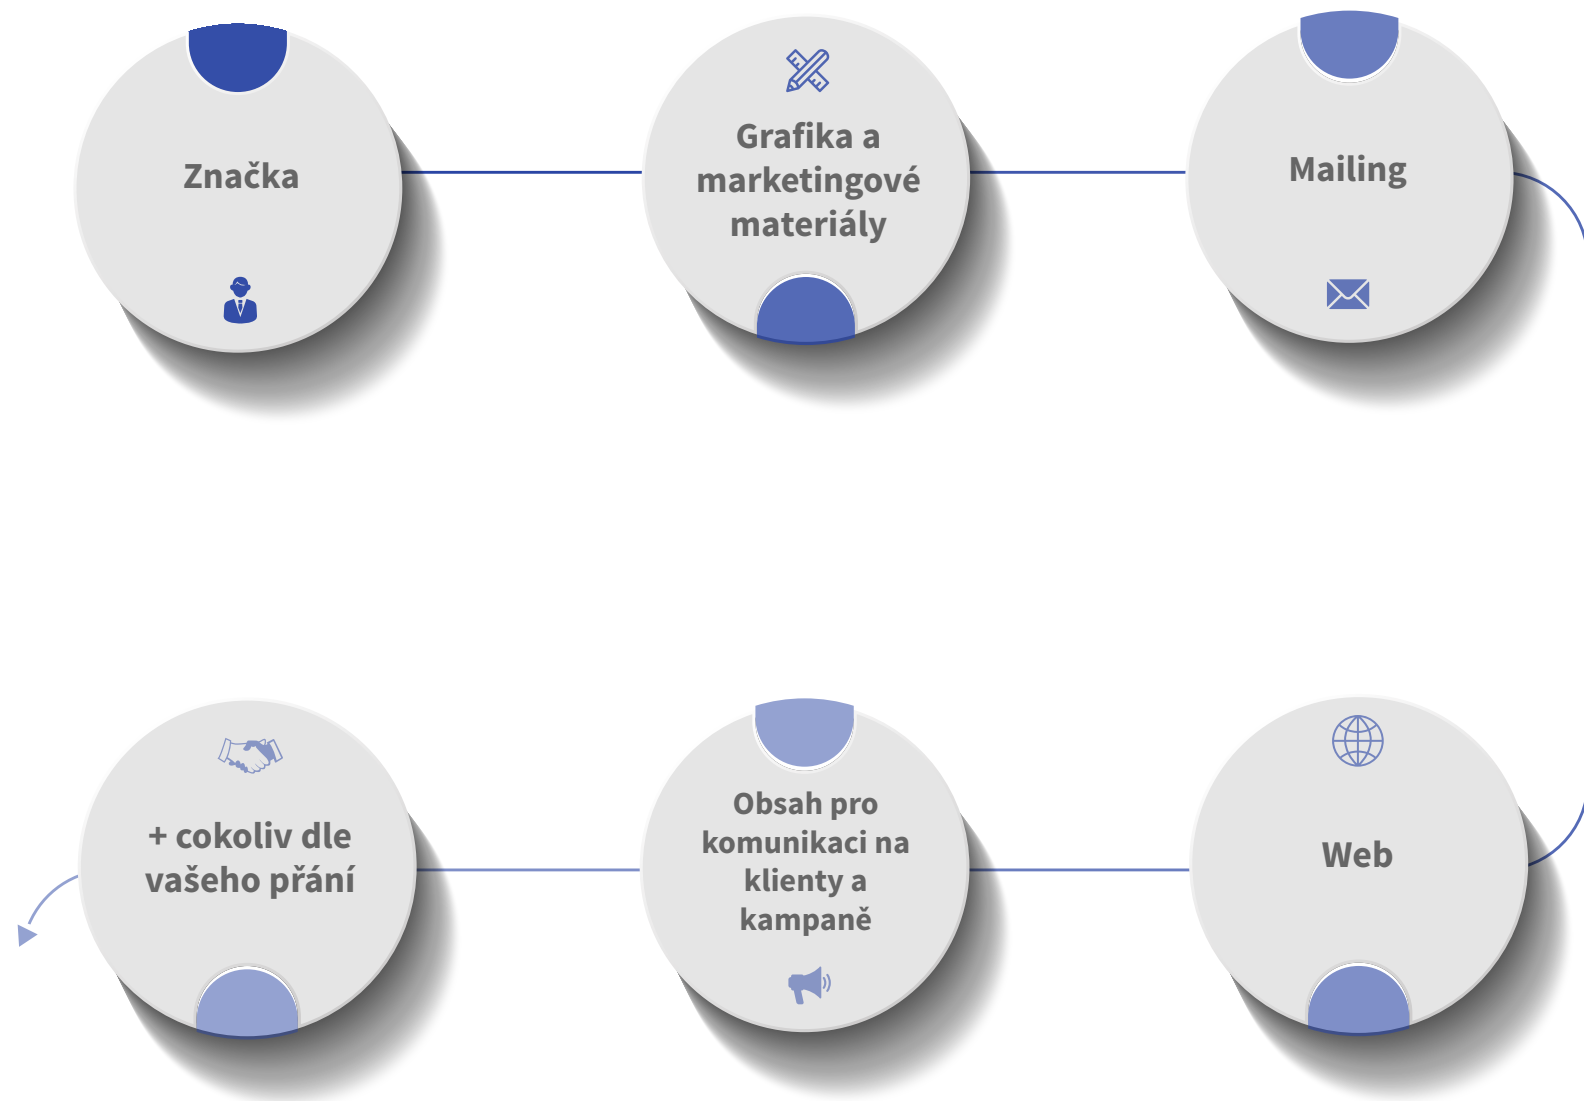 Značka
Grafika a
marketingové
materiály
Mailing
+ cokoliv dle
vašeho přání
Obsah pro
komunikaci na
klienty a
kampaně
Web